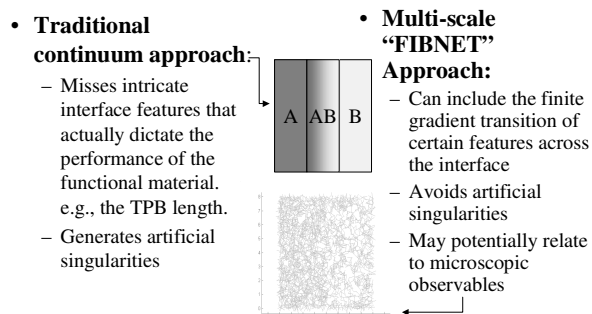 • Traditional
continuum approach:
– Misses intricate
interface features that
actually dictate the
performance of the
functional material.
e.g., the TPB length.
– Generates artificial
singularities
A AB B
• Multi-scale
“FIBNET”
Approach:
– Can include the finite
gradient transition of
certain features across
the interface
– Avoids artificial
singularities
– May potentially relate
to microscopic
observables